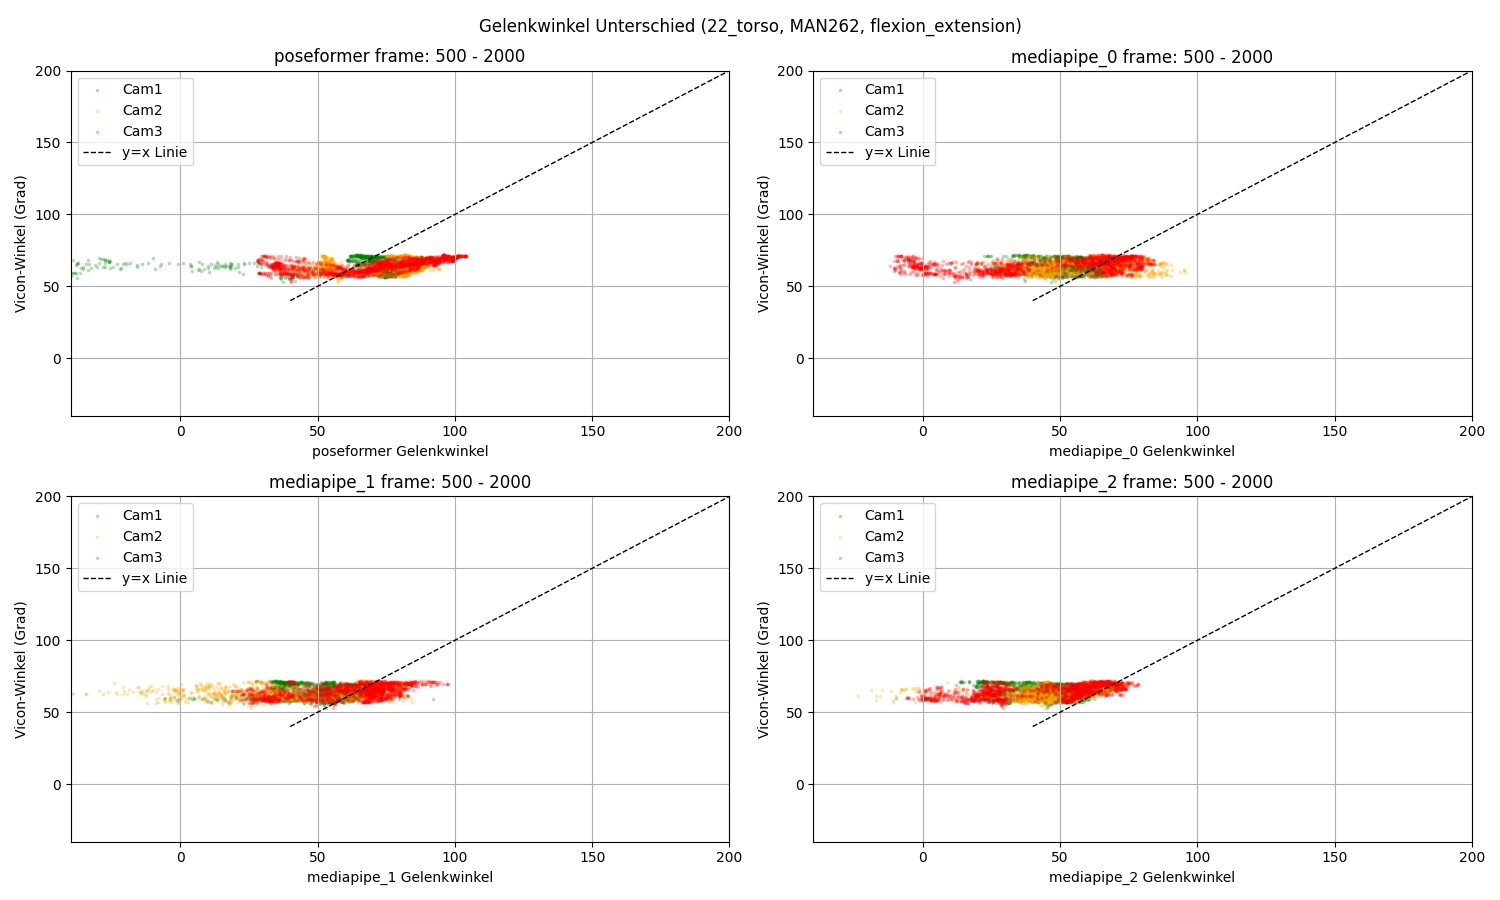 Gelenkwinkel Unterschied (22_torso, MAN262, flexion_extension)
poseformer frame: 500 - 2000
200
150
100
50
0
Vicon-Winkel (Grad)
Cam1
Cam2
Cam3
y=x Linie
0 50 100 150 200
poseformer Gelenkwinkel
mediapipe_0 frame: 500 - 2000
200
150
100
50
0
Vicon-Winkel (Grad)
Cam1
Cam2
Cam3
y=x Linie
0 50 100 150 200
mediapipe_0 Gelenkwinkel
mediapipe_1 frame: 500 - 2000
200
150
100
50
0
Vicon-Winkel (Grad)
Cam1
Cam2
Cam3
y=x Linie
0 50 100 150 200
mediapipe_1 Gelenkwinkel
mediapipe_2 frame: 500 - 2000
200
150
100
50
0
Vicon-Winkel (Grad)
Cam1
Cam2
Cam3
y=x Linie
0 50 100 150 200
mediapipe_2 Gelenkwinkel